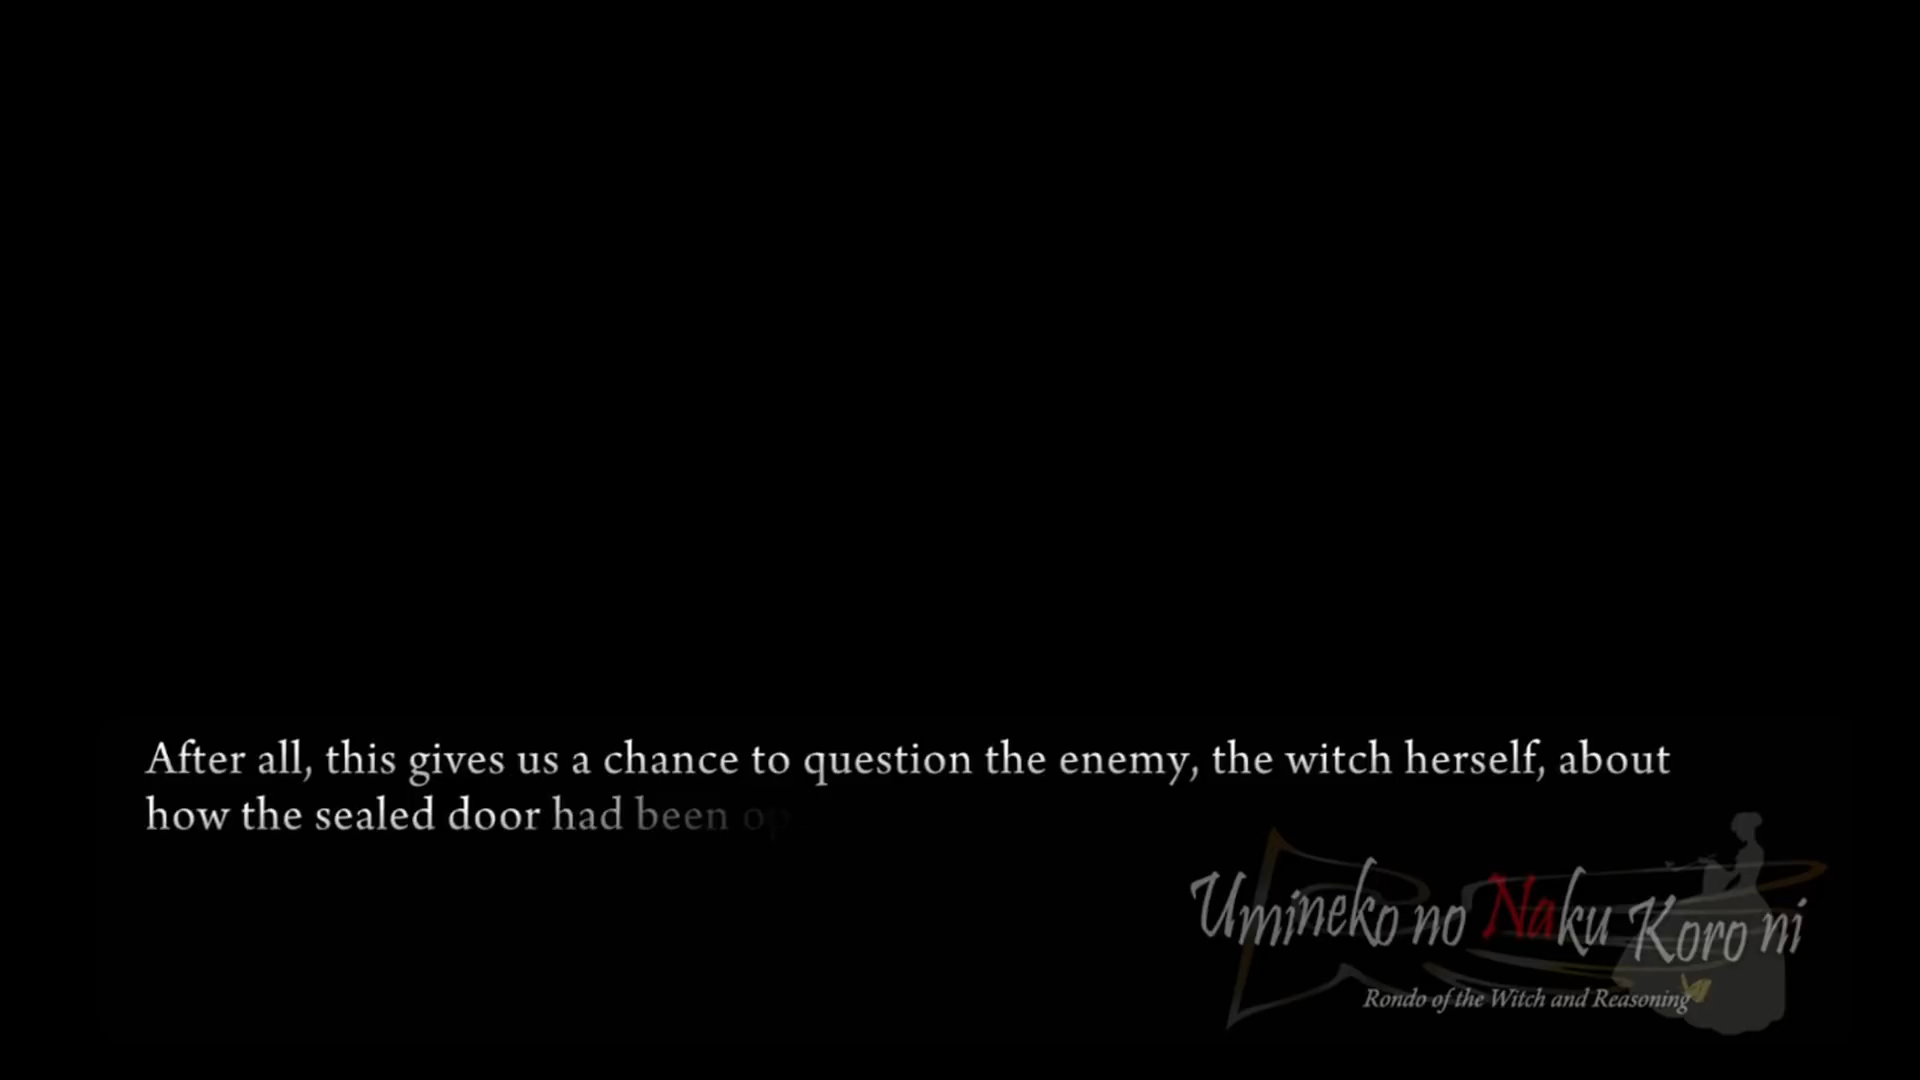 After all, this gives us a chance to question the enemy, the witch herself, about
how the sealed door had been
Umineko no Naku Koro ni
Rondo of the Witch and Reasoning